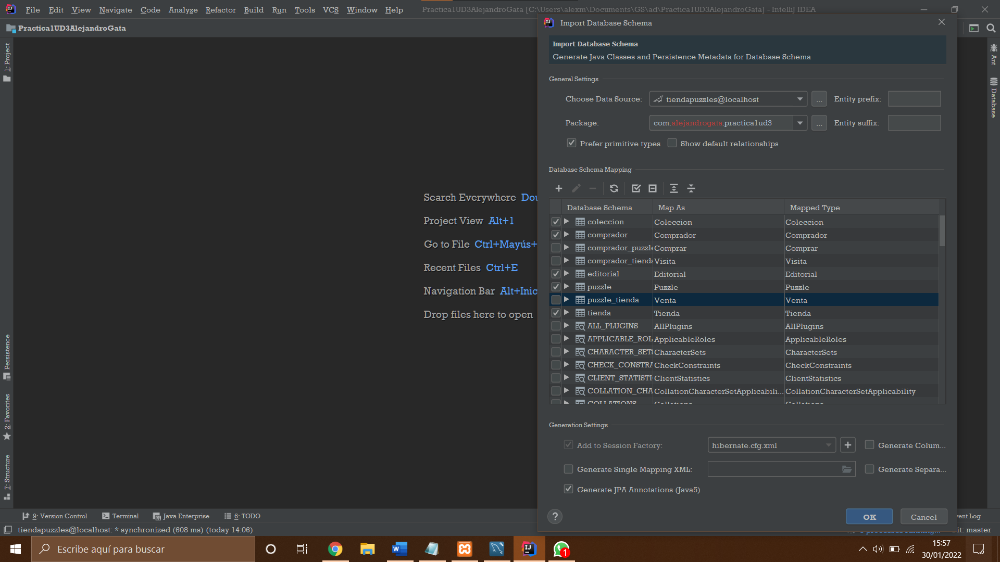 File Edit View Navigate Code Analyze Refactor Build Run Tools VCS Window Help Practica1UD3AlejandroGata [C:\Users\alexm\Documents\GS\ad\Practica1UD3AlejandroGata] - IntelliJ IDEA
Practica1UD3AlejandroGata
1: Project
Persistence
2: Favorites
7: Structure
Ant
Database
Search Everywhere Dou
Project View Alt+1
Go to File Ctrl+Mayús+
Recent Files Ctrl+E
Navigation Bar Alt+Inic
Drop files here to open
Import Database Schema
Import Database Schema
Generate Java Classes and Persistence Metadata for Database Schema
General Settings
Choose Data Source: tiendapuzzles@localhost ... Entity prefix:
Package: com.alejandrogata.practica1ud3 ... Entity suffix:
Prefer primitive types Show default relationships
Database Schema Mapping
Database Schema Map As Mapped Type
coleccion Coleccion Coleccion
comprador Comprador Comprador
comprador_puzzle Comprar Comprar
comprador_tienda Visita Visita
editorial Editorial Editorial
puzzle Puzzle Puzzle
puzzle_tienda Venta Venta
tienda Tienda Tienda
ALL_PLUGINS AllPlugins AllPlugins
APPLICABLE_ROL ApplicableRoles ApplicableRoles
CHARACTER_SETS CharacterSets CharacterSets
CHECK_CONSTRA CheckConstraints CheckConstraints
CLIENT_STATISTI ClientStatistics ClientStatistics
COLLATION_CHA CollationCharacterSetApplicabili... CollationCharacterSetApplicability
COLLATIONS Collations Collations
Generation Settings
Add to Session Factory: hibernate.cfg.xml Generate Colum...
Generate Single Mapping XML: Generate Separa...
Generate JPA Annotations (Java5)
? OK Cancel
9: Version Control Terminal Java Enterprise 6: TODO vent Log
tiendapuzzles@localhost: * synchronized (608 ms) (today 14:06) processes running... it: master
Escribe aquí para buscar
1
15:57
30/01/2022